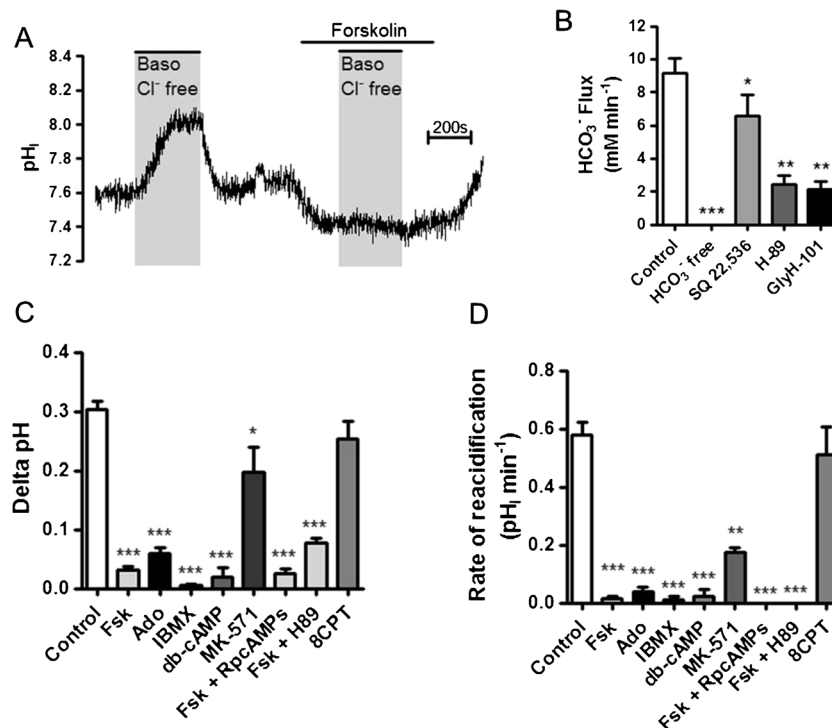 A
Forskolin
Baso
Cl⁻ free
Baso
Cl⁻ free
200s
8.4
8.2
8.0
7.8
7.6
7.4
7.2
pHi
B
HCO3⁻ Flux
(mM min⁻¹)
12
10
8
6
4
2
0
***
*
**
**
Control
HCO3⁻ free
SQ 22,536
H-89
GlyH-101
C
Delta pH
0.4
0.3
0.2
0.1
0.0
***
***
***
***
*
***
***
Control
Fsk
Ado
IBMX
db-cAMP
MK-571
Fsk + RpcAMPs
Fsk + H89
8CPT
D
Rate of reacidification
(pHi min⁻¹)
0.8
0.6
0.4
0.2
0.0
***
***
***
***
**
***
***
Control
Fsk
Ado
IBMX
db-cAMP
MK-571
Fsk + RpcAMPs
Fsk + H89
8CPT